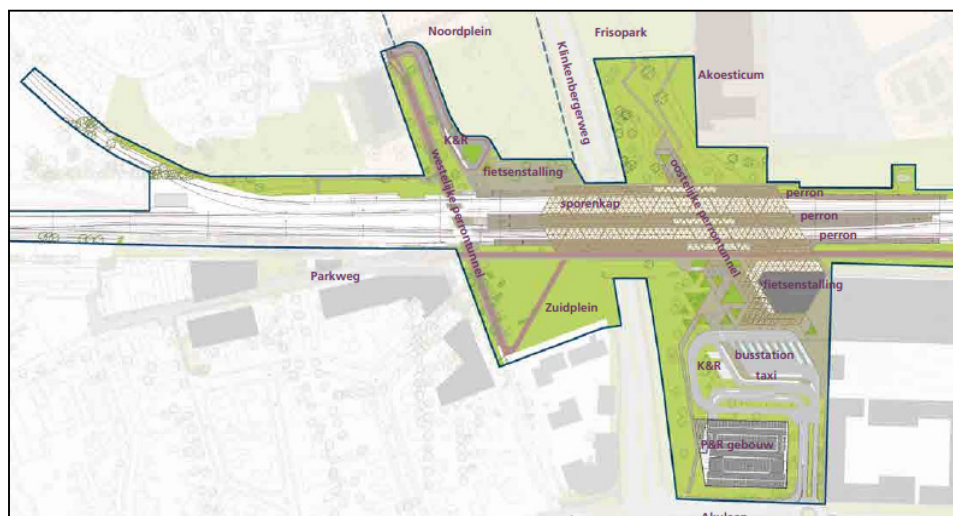 Noordplein
Frisopark
Klinkenbergerweg
Akoesticum
K&R
fietsenstalling
westelijke perrontunnel
oostelijke perrontunnel
sporenkap
perron
perron
perron
Parkweg
Zuidplein
fietsenstalling
K&R
busstation
taxi
P&R gebouw